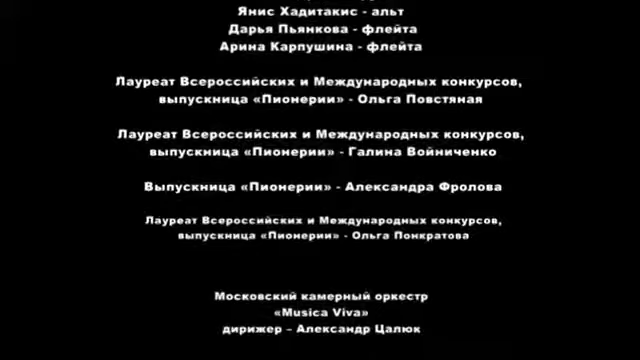 Янис Хадитакис - альт
Дарья Пьянкова - флейта
Арина Карпушина - флейта
Лауреат Всероссийских и Международных конкурсов,
выпускница «Пионерии» - Ольга Повстяная
Лауреат Всероссийских и Международных конкурсов,
выпускница «Пионерии» - Галина Войниченко
Выпускница «Пионерии» - Александра Фролова
Лауреат Всероссийских и Международных конкурсов,
выпускница «Пионерии» - Ольга Понкратова
Московский камерный оркестр
«Musica Viva»
дирижер – Александр Цалюк